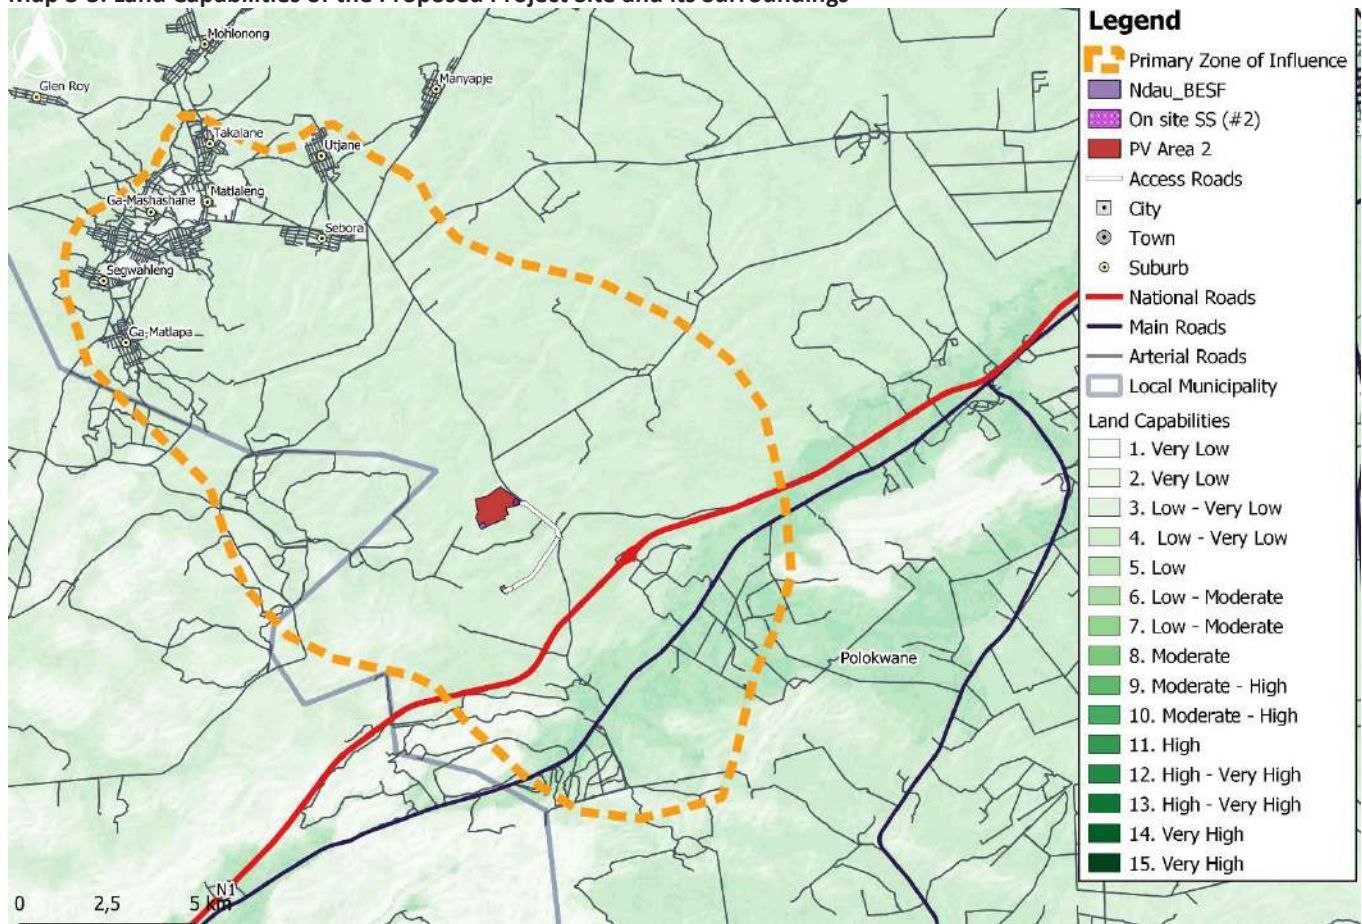 Map 5-5: Land Capabilities of the Proposed Project Site and its Surroundings
Mohlonong
Glen Roy
Manyapje
Takalane
Utjane
Matlaleng
Ga-Mashashane
Sebora
Segwahleng
Ga-Matlapa
Polokwane
N1
0 2,5 5 km
Legend
Primary Zone of Influence
Ndau_BESF
On site SS (#2)
PV Area 2
Access Roads
City
Town
Suburb
National Roads
Main Roads
Arterial Roads
Local Municipality
Land Capabilities
1. Very Low
2. Very Low
3. Low - Very Low
4. Low - Very Low
5. Low
6. Low - Moderate
7. Low - Moderate
8. Moderate
9. Moderate - High
10. Moderate - High
11. High
12. High - Very High
13. High - Very High
14. Very High
15. Very High